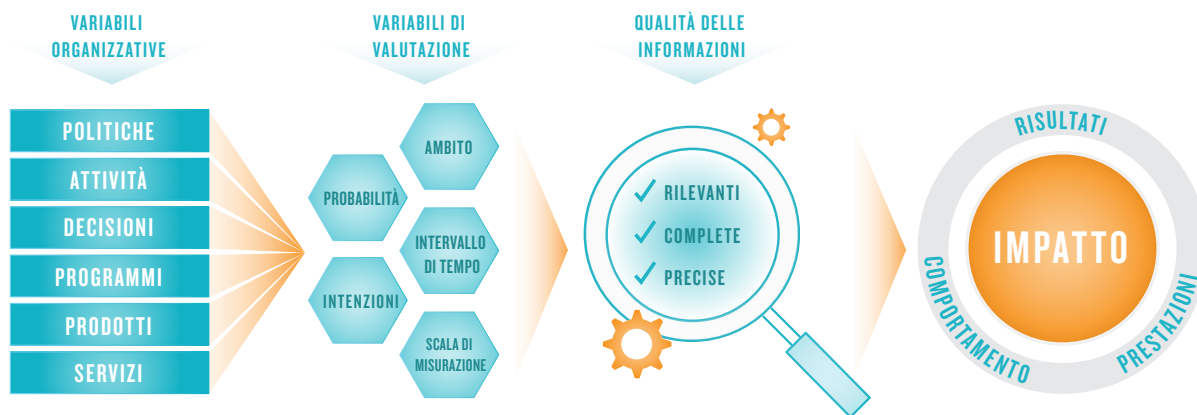 VARIABILI
ORGANIZZATIVE
POLITICHE
ATTIVITÀ
DECISIONI
PROGRAMMI
PRODOTTI
SERVIZI
VARIABILI DI
VALUTAZIONE
AMBITO
PROBABILITÀ
INTERVALLO
DI TEMPO
INTENZIONI
SCALA DI
MISURAZIONE
QUALITÀ DELLE
INFORMAZIONI
RILEVANTI
COMPLETE
PRECISE
RISULTATI
IMPATTO
COMPORTAMENTO
PRESTAZIONI